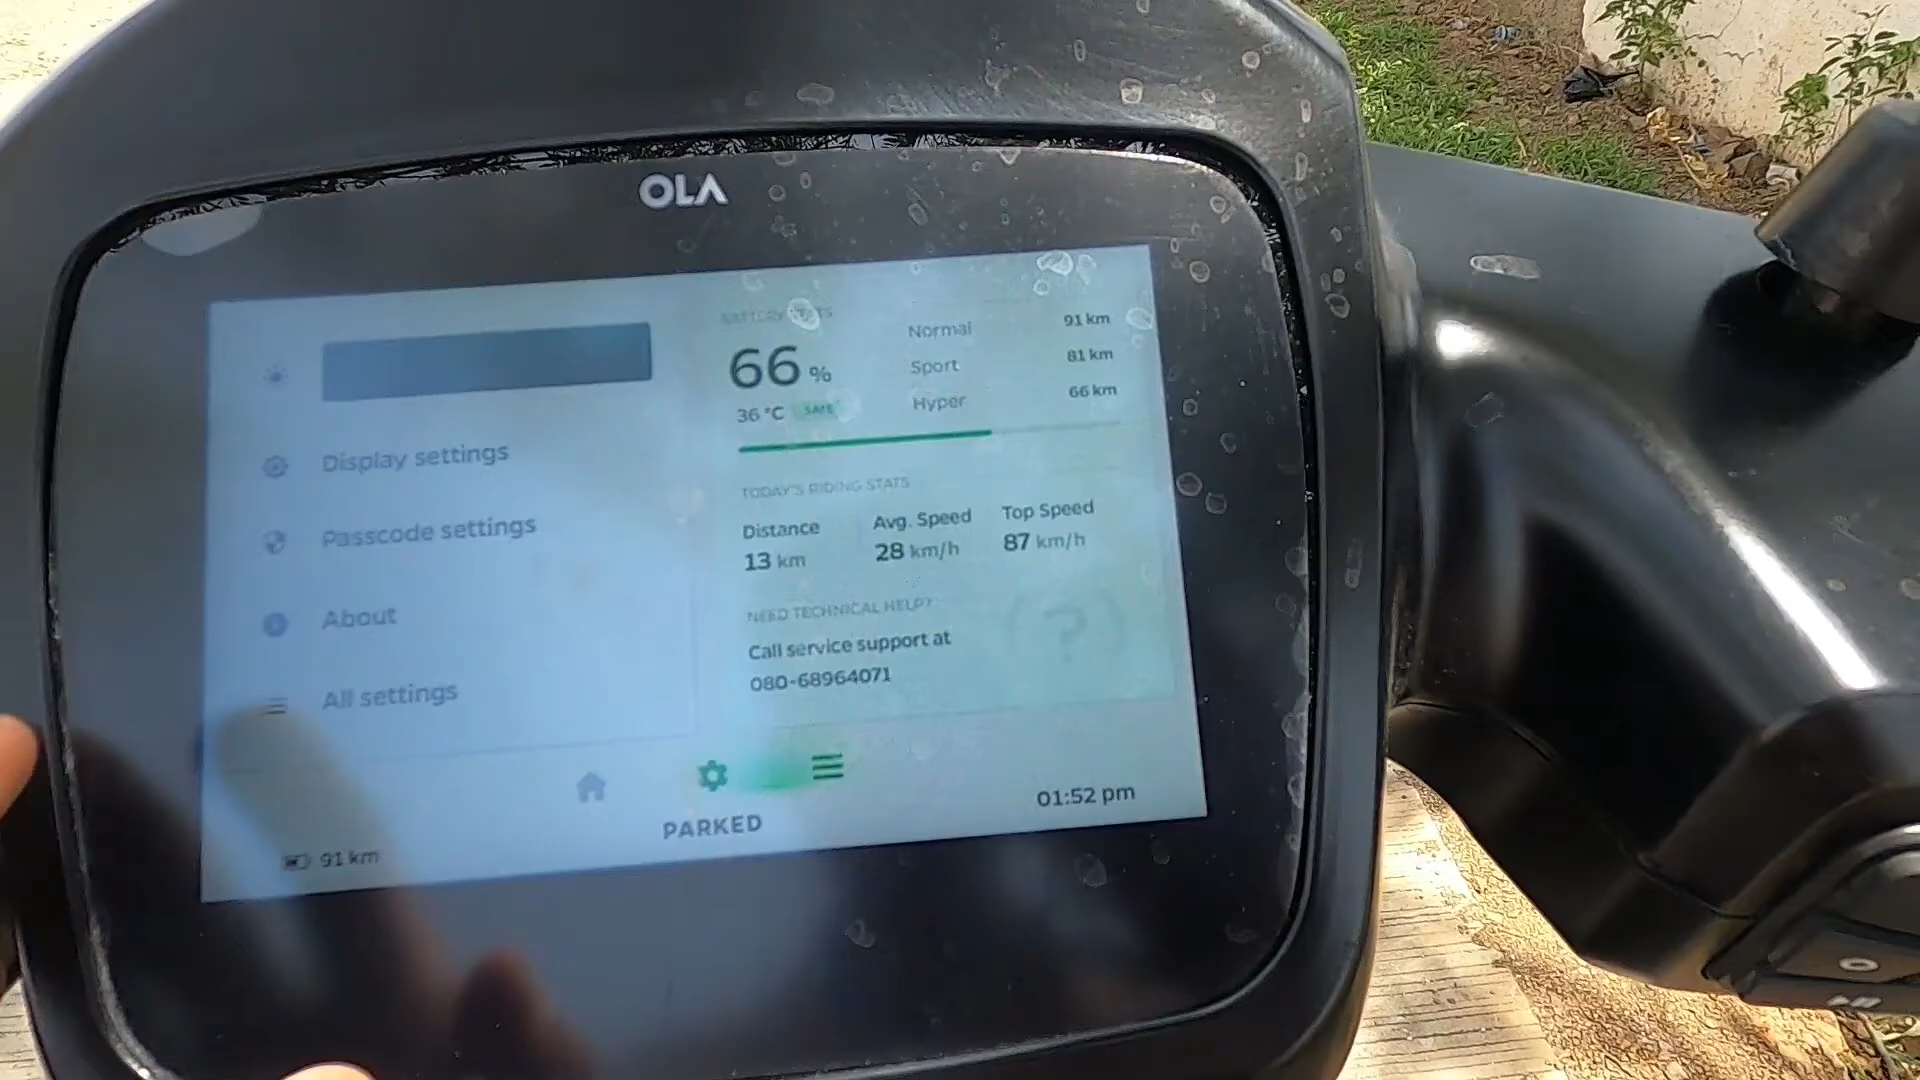 OLA
BATTERY STATS
66 %
36 °C SAFE
Normal 91 km
Sport 81 km
Hyper 66 km
Display settings
Passcode settings
About
All settings
TODAY'S RIDING STATS
Distance Avg. Speed Top Speed
13 km 28 km/h 87 km/h
NEED TECHNICAL HELP?
Call service support at
080-68964071
(?)
PARKED
91 km
01:52 pm